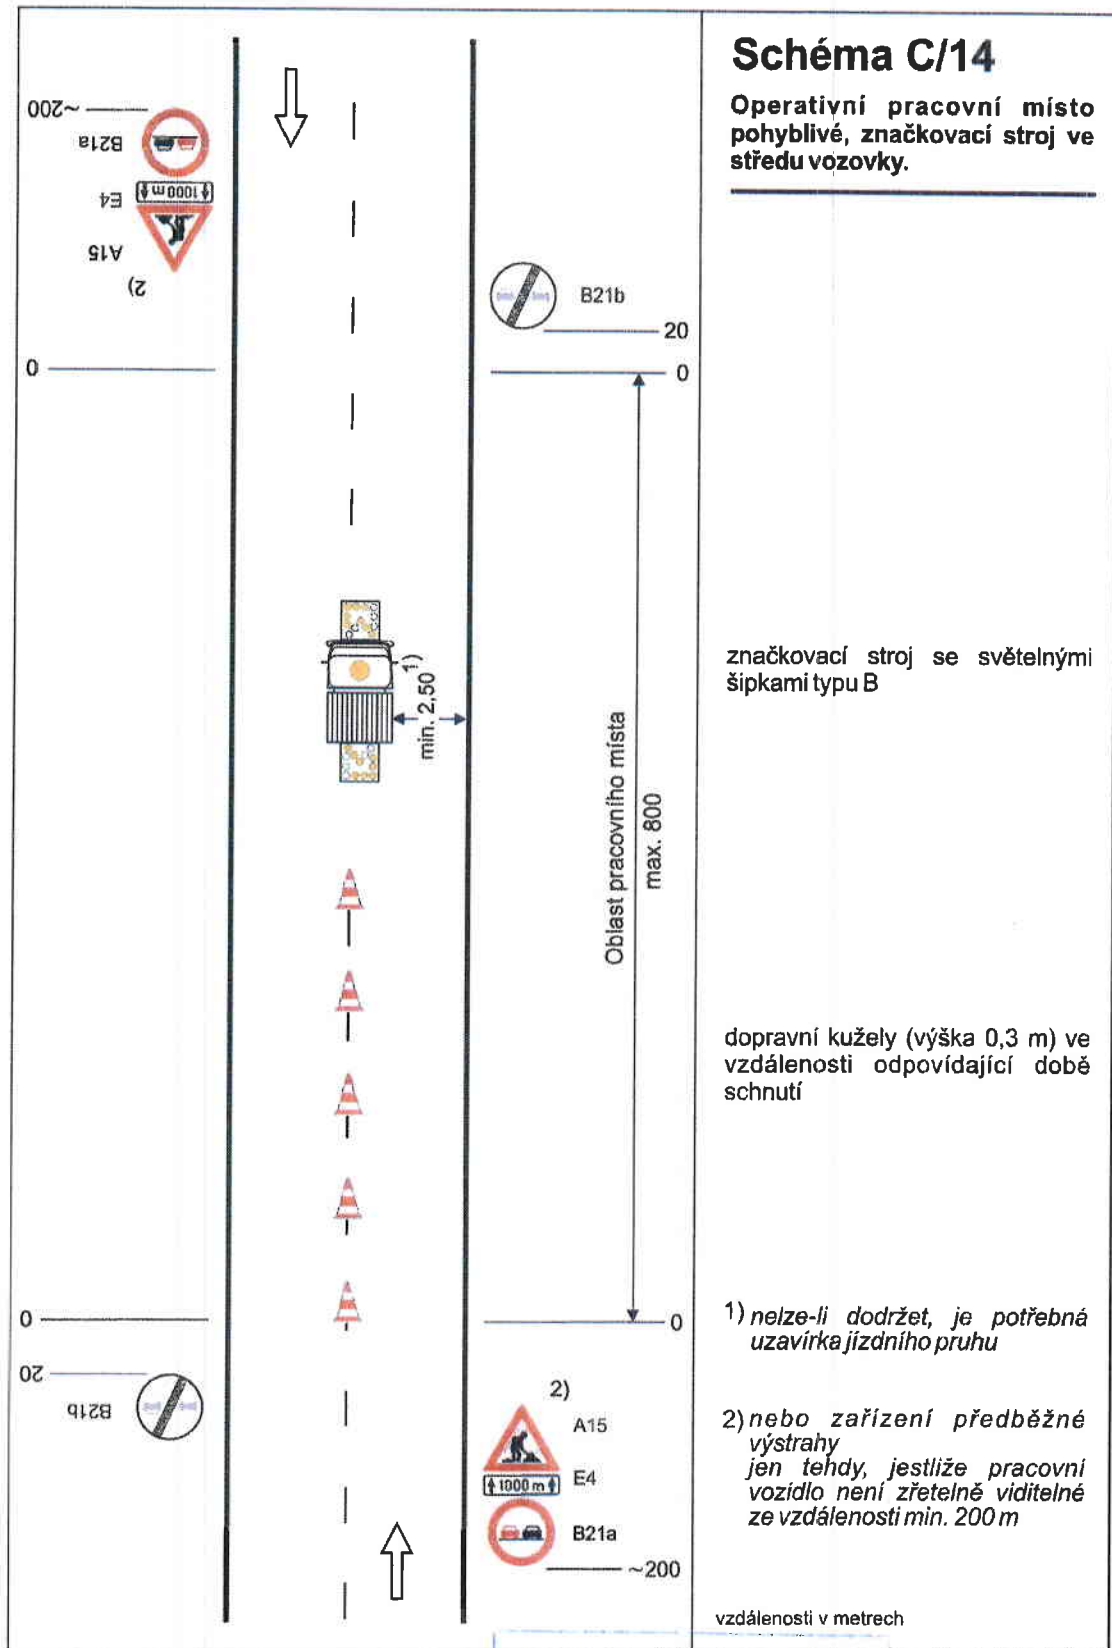 Schéma C/14
Operativní pracovní místo
pohyblivé, značkovací stroj ve
středu vozovky.
~200
B21a
1000 m
E4
A15
2)
B21b
20
0
0
značkovací stroj se světelnými
šipkami typu B
min. 2,50 1)
Oblast pracovního místa
max. 800
dopravní kužely (výška 0,3 m) ve
vzdálenosti odpovídající době
schnutí
0
0
1) nelze-li dodržet, je potřebná
uzavírka jízdního pruhu
20
B21b
2)
A15
1000 m
E4
B21a
~200
2) nebo zařízení předběžné
výstrahy
jen tehdy, jestliže pracovní
vozidlo není zřetelně viditelné
ze vzdálenosti min. 200 m
vzdálenosti v metrech